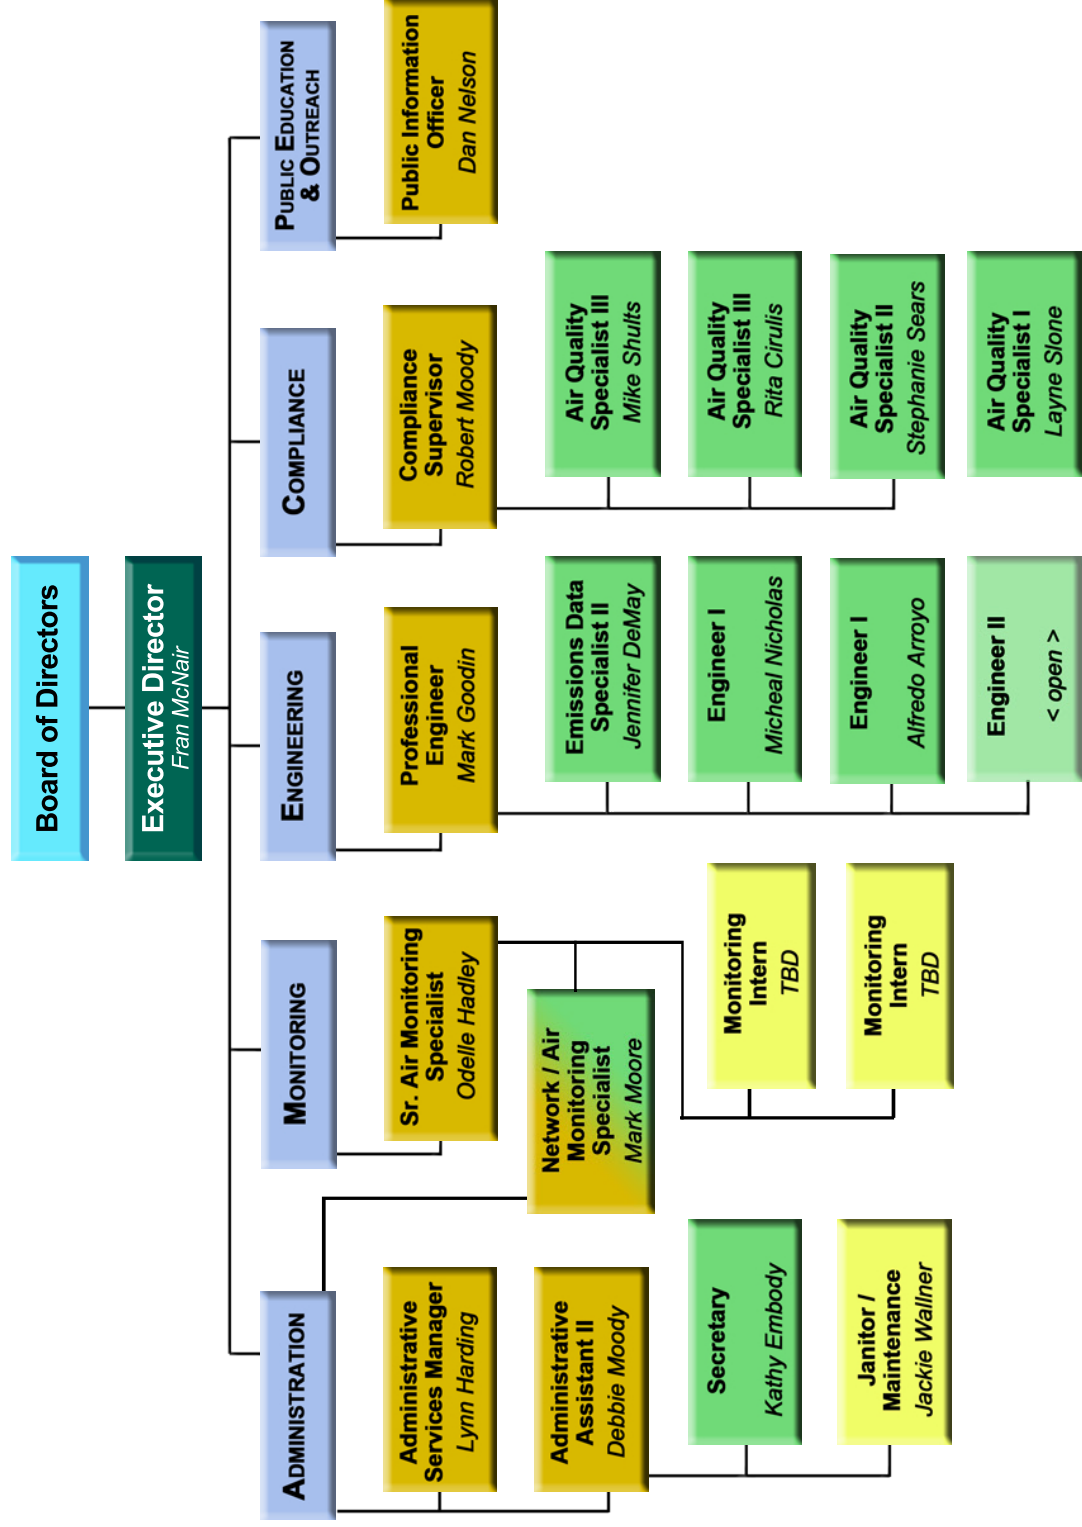 Board of Directors
Executive Director
Fran McNair
ADMINISTRATION
Administrative
Services Manager
Lynn Harding
Administrative
Assistant II
Debbie Moody
Secretary
Kathy Embody
Janitor /
Maintenance
Jackie Wallner
MONITORING
Sr. Air Monitoring
Specialist
Odelle Hadley
Network / Air
Monitoring
Specialist
Mark Moore
Monitoring
Intern
TBD
Monitoring
Intern
TBD
ENGINEERING
Professional
Engineer
Mark Goodin
Emissions Data
Specialist II
Jennifer DeMay
Engineer I
Micheal Nicholas
Engineer I
Alfredo Arroyo
Engineer II
< open >
COMPLIANCE
Compliance
Supervisor
Robert Moody
Air Quality
Specialist III
Mike Shults
Air Quality
Specialist III
Rita Cirulis
Air Quality
Specialist II
Stephanie Sears
Air Quality
Specialist I
Layne Slone
PUBLIC EDUCATION
& OUTREACH
Public Information
Officer
Dan Nelson